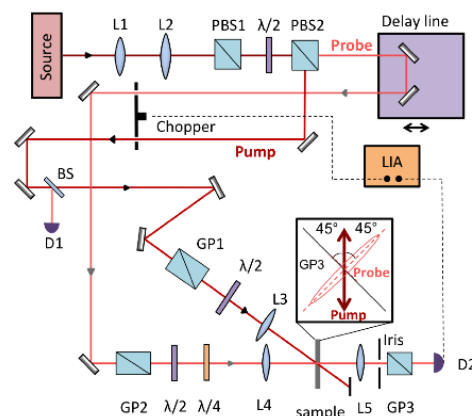 L1
L2
PBS1
λ/2
PBS2
Delay line
Source
Probe
Chopper
Pump
LIA
BS
D1
GP1
λ/2
45°
45°
GP3
Probe
Pump
L3
Iris
D2
GP2
λ/2
λ/4
L4
sample
L5
GP3